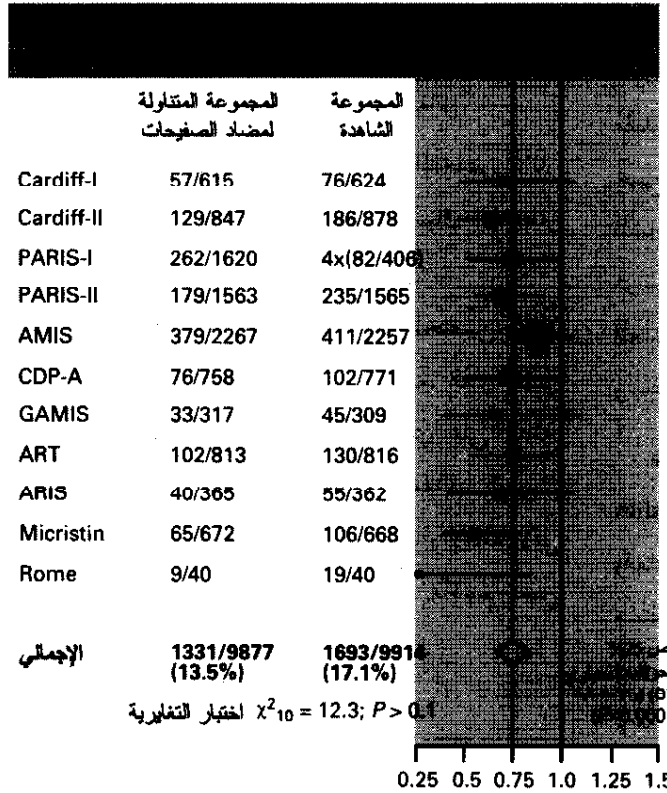 المجموعة المتناولة لمضاد الصفيحات
المجموعة الشاهدة
Cardiff-I 57/615 76/624
Cardiff-II 129/847 186/878
PARIS-I 262/1620 4x(82/406)
PARIS-II 179/1563 235/1565
AMIS 379/2267 411/2257
CDP-A 76/758 102/771
GAMIS 33/317 45/309
ART 102/813 130/816
ARIS 40/365 55/362
Micristin 65/672 106/668
Rome 9/40 19/40
الإجمالي 1331/9877 1693/9914
(13.5%) (17.1%)
اختبار التغايرية χ²₁₀ = 12.3; P > 0.1
0.25 0.5 0.75 1.0 1.25 1.5